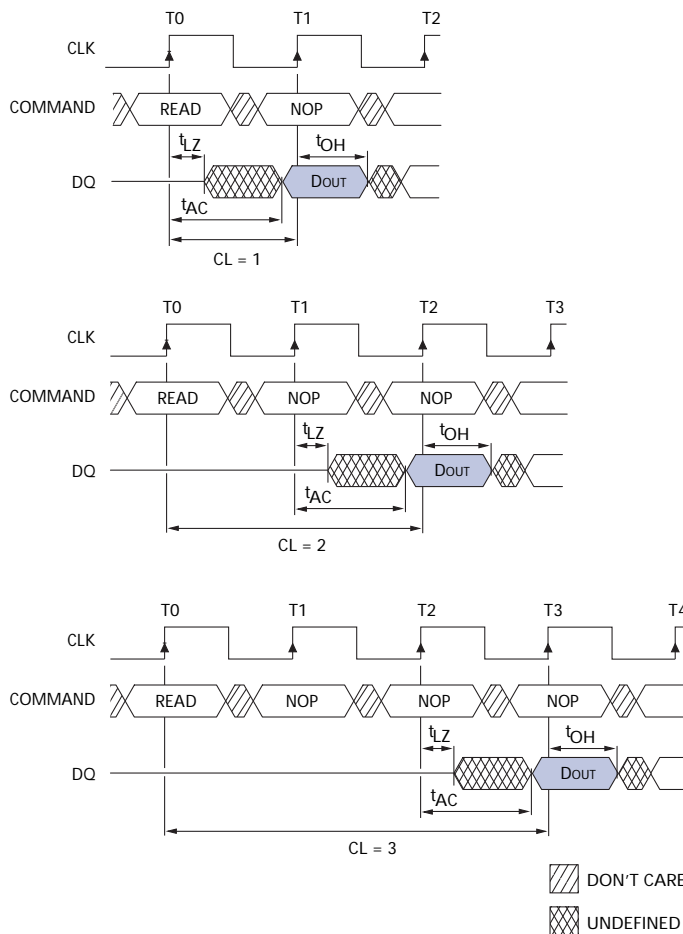 T0 T1 T2
CLK
COMMAND READ NOP
tLZ tOH
DQ DOUT
tAC
CL = 1
T0 T1 T2 T3
CLK
COMMAND READ NOP NOP
tLZ tOH
DQ DOUT
tAC
CL = 2
T0 T1 T2 T3 T4
CLK
COMMAND READ NOP NOP NOP
tLZ tOH
DQ DOUT
tAC
CL = 3
DON'T CARE
UNDEFINED